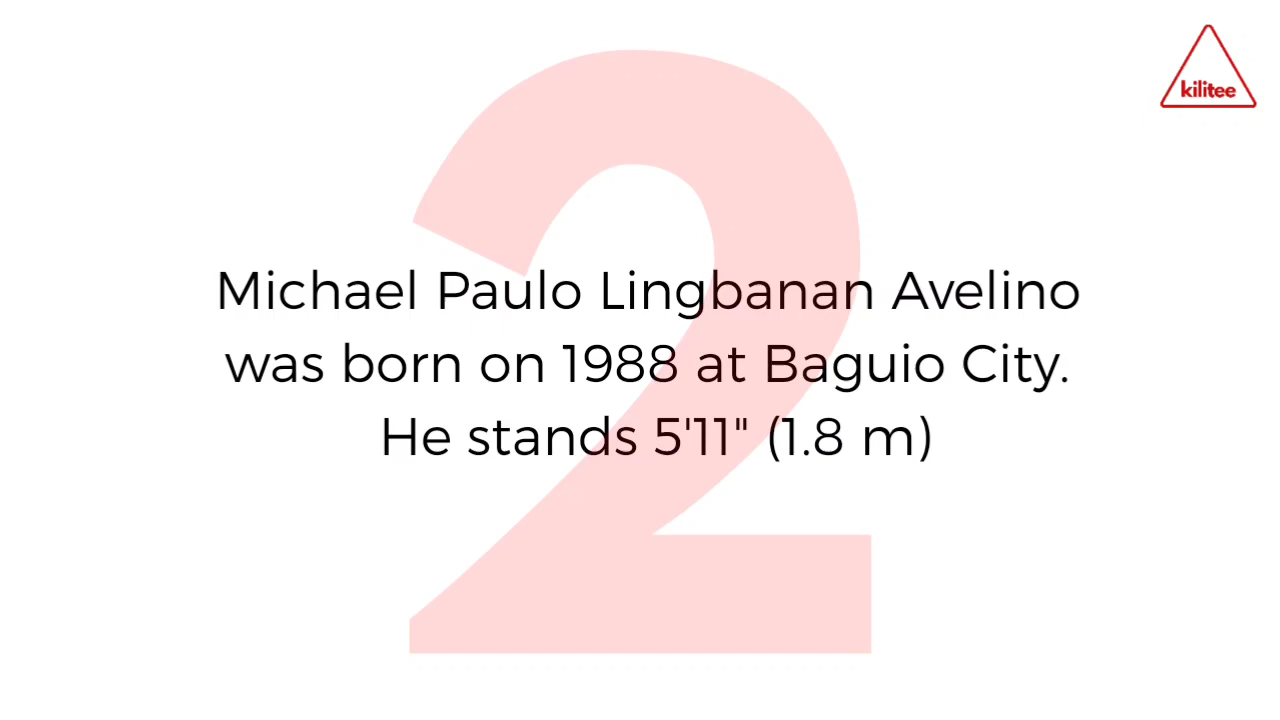 kilitee
2
Michael Paulo Lingbanan Avelino
was born on 1988 at Baguio City.
He stands 5'11" (1.8 m)